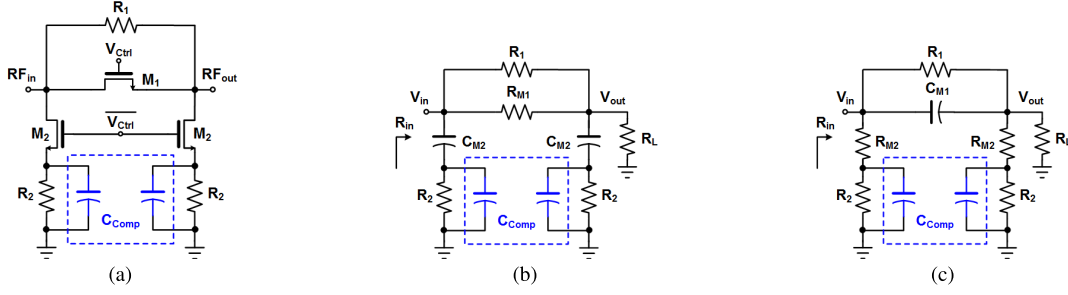 R1
VCtrl
RFin
M1
RFout
VCtrl
M2
M2
R2
R2
CComp
(a)
R1
Vin
RM1
Vout
Rin
CM2
CM2
RL
R2
R2
CComp
(b)
R1
CM1
Vin
Vout
Rin
RM2
RM2
RL
R2
R2
CComp
(c)